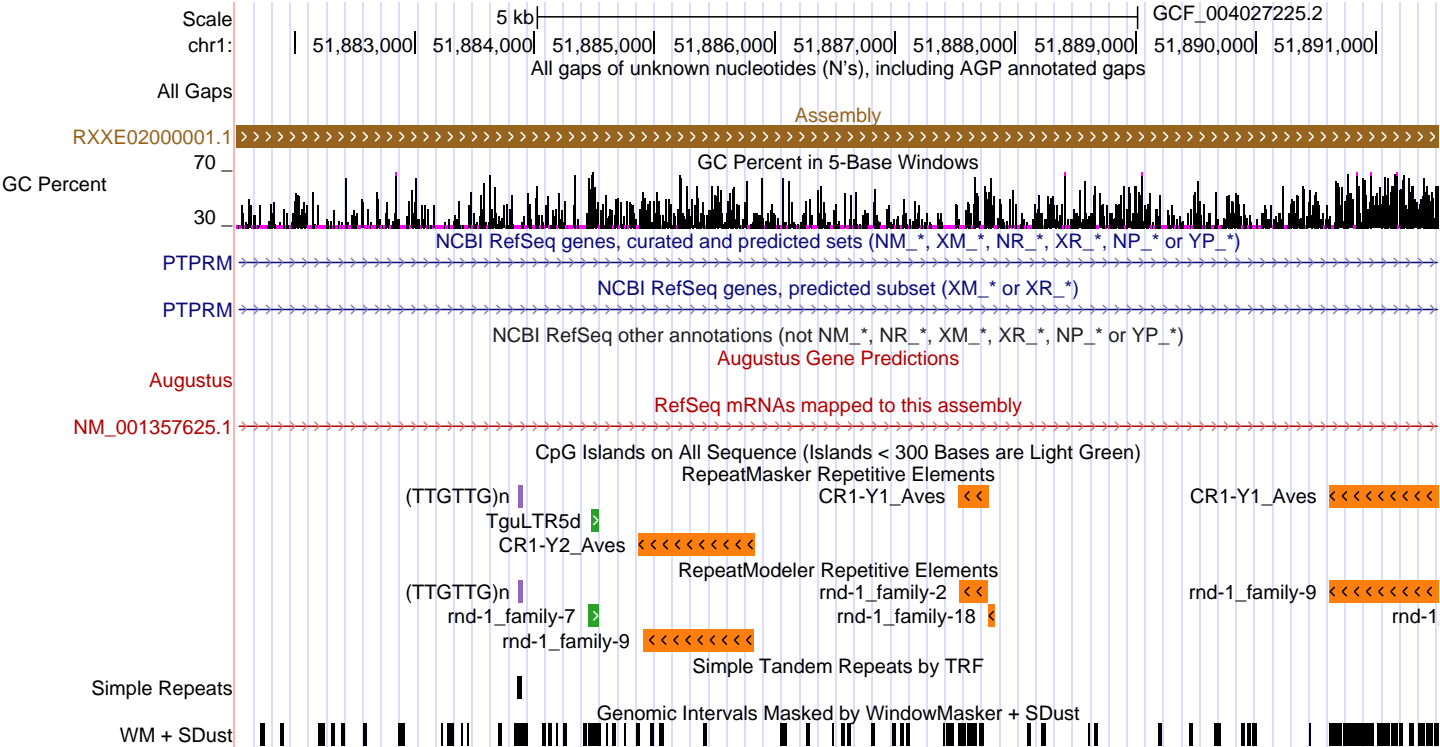 Scale 5 kb GCF_004027225.2
chr1: 51,883,000 51,884,000 51,885,000 51,886,000 51,887,000 51,888,000 51,889,000 51,890,000 51,891,000
All gaps of unknown nucleotides (N's), including AGP annotated gaps
All Gaps
Assembly
RXXE02000001.1
GC Percent in 5-Base Windows
70
GC Percent
30
NCBI RefSeq genes, curated and predicted sets (NM_*, XM_*, NR_*, XR_*, NP_* or YP_*)
PTPRM
NCBI RefSeq genes, predicted subset (XM_* or XR_*)
PTPRM
NCBI RefSeq other annotations (not NM_*, NR_*, XM_*, XR_*, NP_* or YP_*)
Augustus Gene Predictions
Augustus
RefSeq mRNAs mapped to this assembly
NM_001357625.1
CpG Islands on All Sequence (Islands < 300 Bases are Light Green)
RepeatMasker Repetitive Elements
(TTGTTG)n CR1-Y1_Aves CR1-Y1_Aves
TguLTR5d
CR1-Y2_Aves
RepeatModeler Repetitive Elements
(TTGTTG)n rnd-1_family-2 rnd-1_family-9
rnd-1_family-7 rnd-1_family-18 rnd-1
rnd-1_family-9
Simple Tandem Repeats by TRF
Simple Repeats
Genomic Intervals Masked by WindowMasker + SDust
WM + SDust